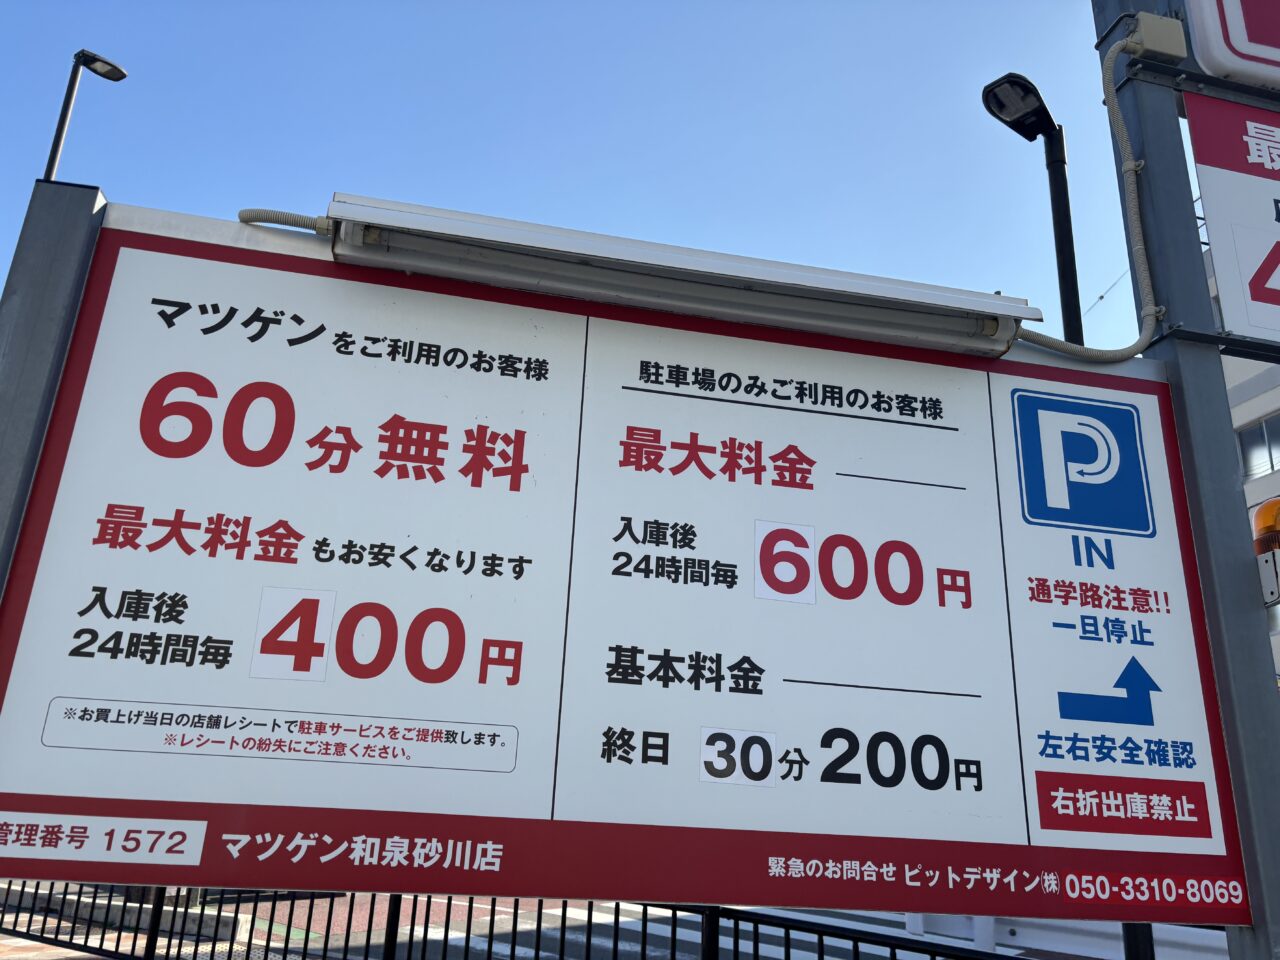 マツゲンをご利用のお客様
60分無料
最大料金もお安くなります
入庫後
24時間毎 400円
※お買上げ当日の店舗レシートで駐車サービスをご提供致します。
※レシートの紛失にご注意ください。
駐車場のみご利用のお客様
最大料金
入庫後
24時間毎 600円
基本料金
終日 30分200円
P
IN
通学路注意!!
一旦停止
左右安全確認
右折出庫禁止
管理番号 1572
マツゲン和泉砂川店
緊急のお問合せ ピットデザイン㈱ 050-3310-8069
最